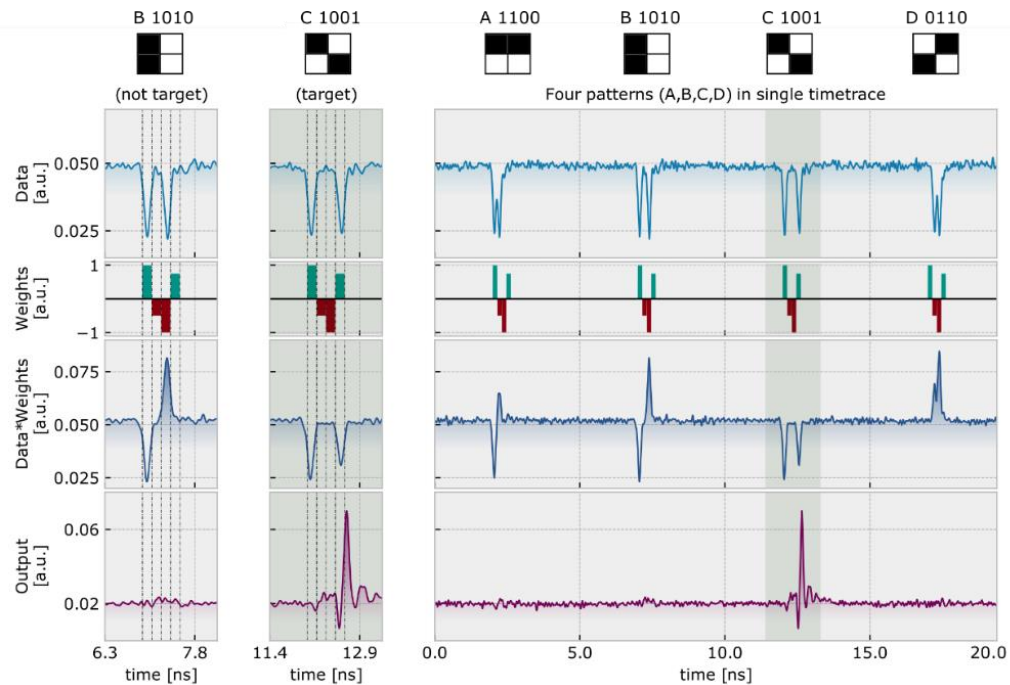 B 1010 C 1001 A 1100 B 1010 C 1001 D 0110
(not target) (target) Four patterns (A,B,C,D) in single timetrace
Data
[a.u.]
0.050
0.025
Weights
[a.u.]
1
−1
Data*Weights
[a.u.]
0.075
0.050
0.025
Output
[a.u.]
0.06
0.02
6.3 7.8 11.4 12.9 0.0 5.0 10.0 15.0 20.0
time [ns] time [ns] time [ns]